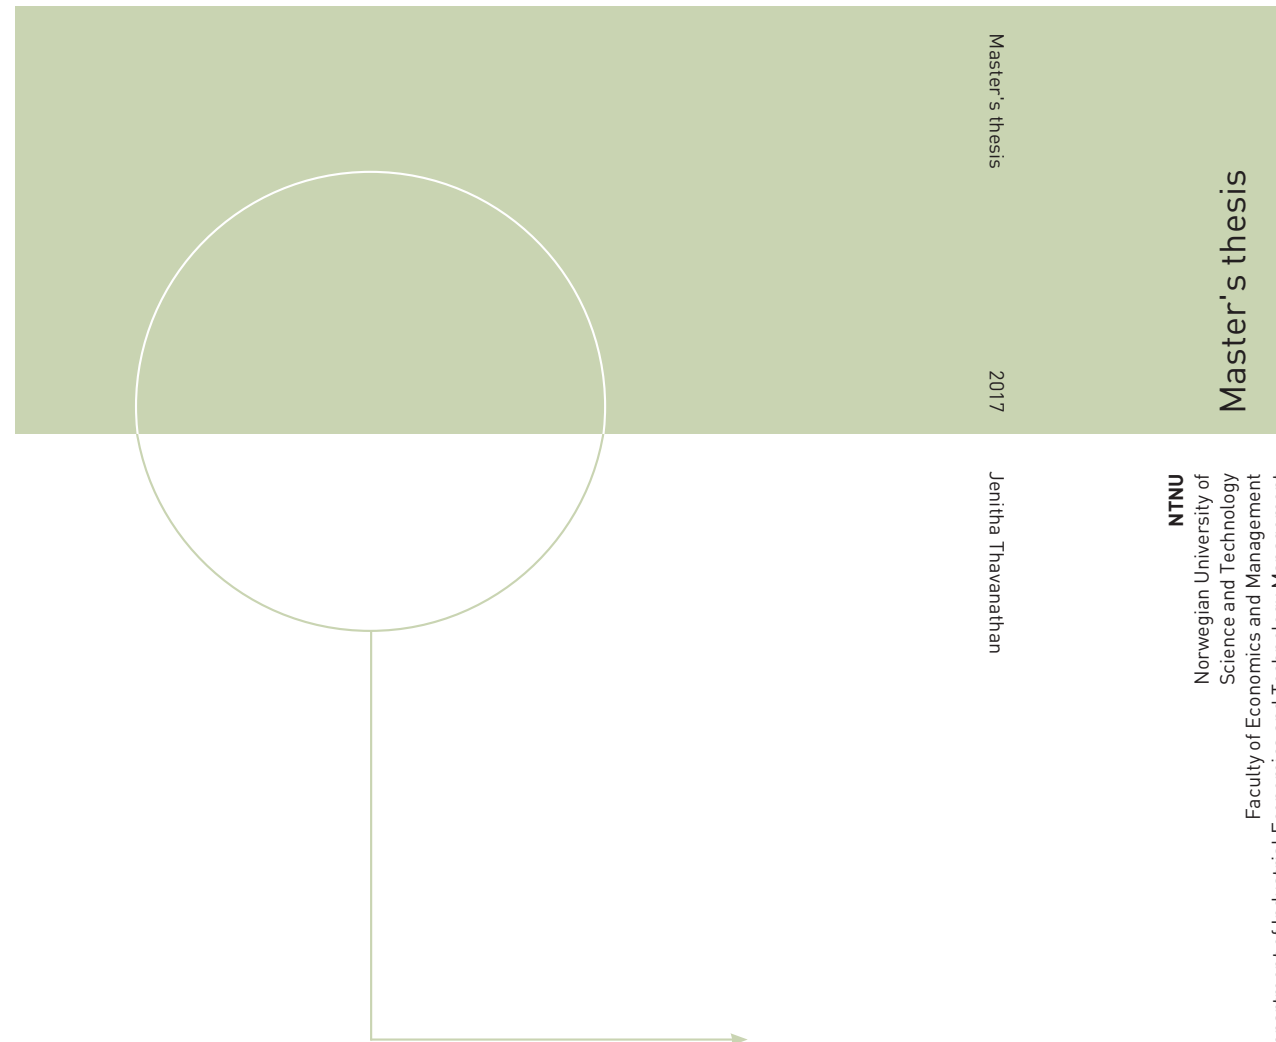 Master's thesis
2017
Jenitha Thavanathan
Master's thesis
NTNU
Norwegian University of
Science and Technology
Faculty of Economics and Management